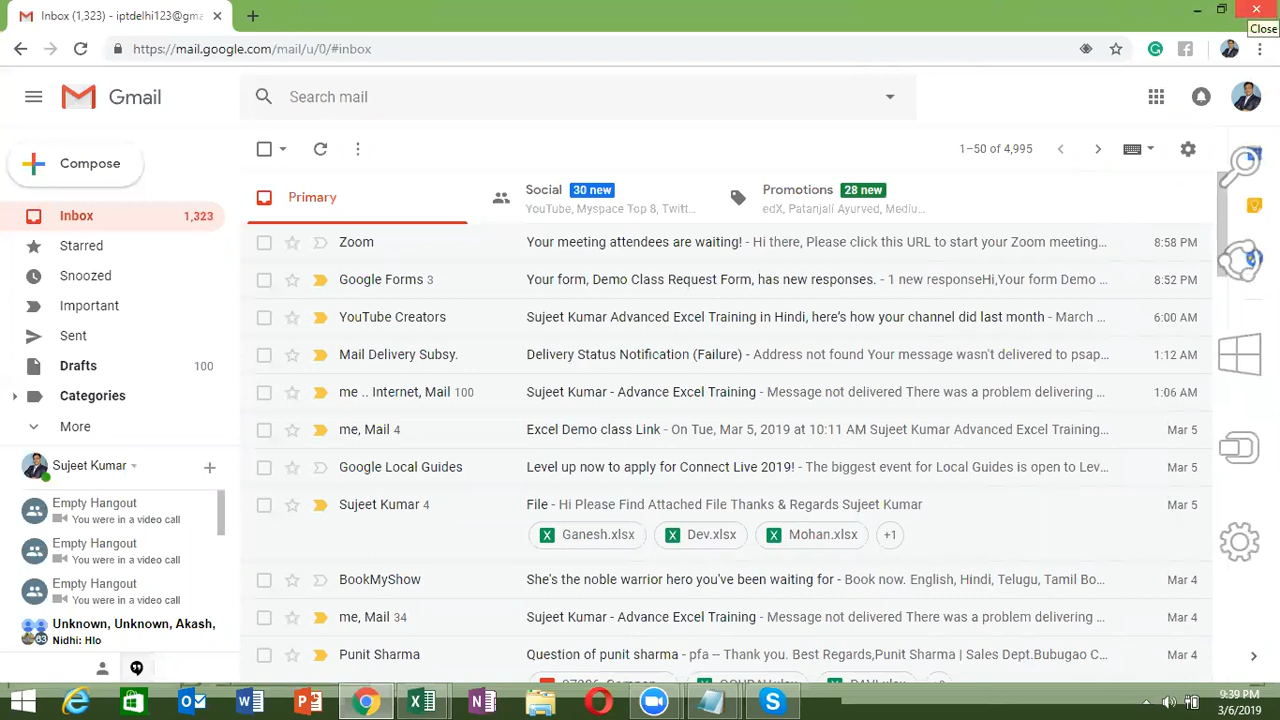 Inbox (1,323) - iptdelhi123@gma
Close
https://mail.google.com/mail/u/0/#inbox
Gmail
Search mail
Compose
1–50 of 4,995
Inbox 1,323
Starred
Snoozed
Important
Sent
Drafts 100
Categories
More
Sujeet Kumar
Empty Hangout
You were in a video call
Empty Hangout
You were in a video call
Empty Hangout
You were in a video call
Unknown, Unknown, Akash,
63
Nidhi: Hlo
Primary
Social 30 new
YouTube, Myspace Top 8, Twitt...
Promotions 28 new
edX, Patanjali Ayurved, Mediu...
Zoom Your meeting attendees are waiting! - Hi there, Please click this URL to start your Zoom meeting... 8:58 PM
Google Forms 3 Your form, Demo Class Request Form, has new responses. - 1 new responseHi,Your form Demo ... 8:52 PM
YouTube Creators Sujeet Kumar Advanced Excel Training in Hindi, here's how your channel did last month - March ... 6:00 AM
Mail Delivery Subsy. Delivery Status Notification (Failure) - Address not found Your message wasn't delivered to psap... 1:12 AM
me .. Internet, Mail 100 Sujeet Kumar - Advance Excel Training - Message not delivered There was a problem delivering ... 1:06 AM
me, Mail 4 Excel Demo class Link - On Tue, Mar 5, 2019 at 10:11 AM Sujeet Kumar Advanced Excel Training... Mar 5
Google Local Guides Level up now to apply for Connect Live 2019! - The biggest event for Local Guides is open to Lev... Mar 5
Sujeet Kumar 4 File - Hi Please Find Attached File Thanks & Regards Sujeet Kumar Mar 5
Ganesh.xlsx Dev.xlsx Mohan.xlsx +1
BookMyShow She's the noble warrior hero you've been waiting for - Book now. English, Hindi, Telugu, Tamil Bo... Mar 4
me, Mail 34 Sujeet Kumar - Advance Excel Training - Message not delivered There was a problem delivering ... Mar 4
Punit Sharma Question of punit sharma - pfa -- Thank you. Best Regards,Punit Sharma | Sales Dept.Bubugao C... Mar 4
9:39 PM
3/6/2019